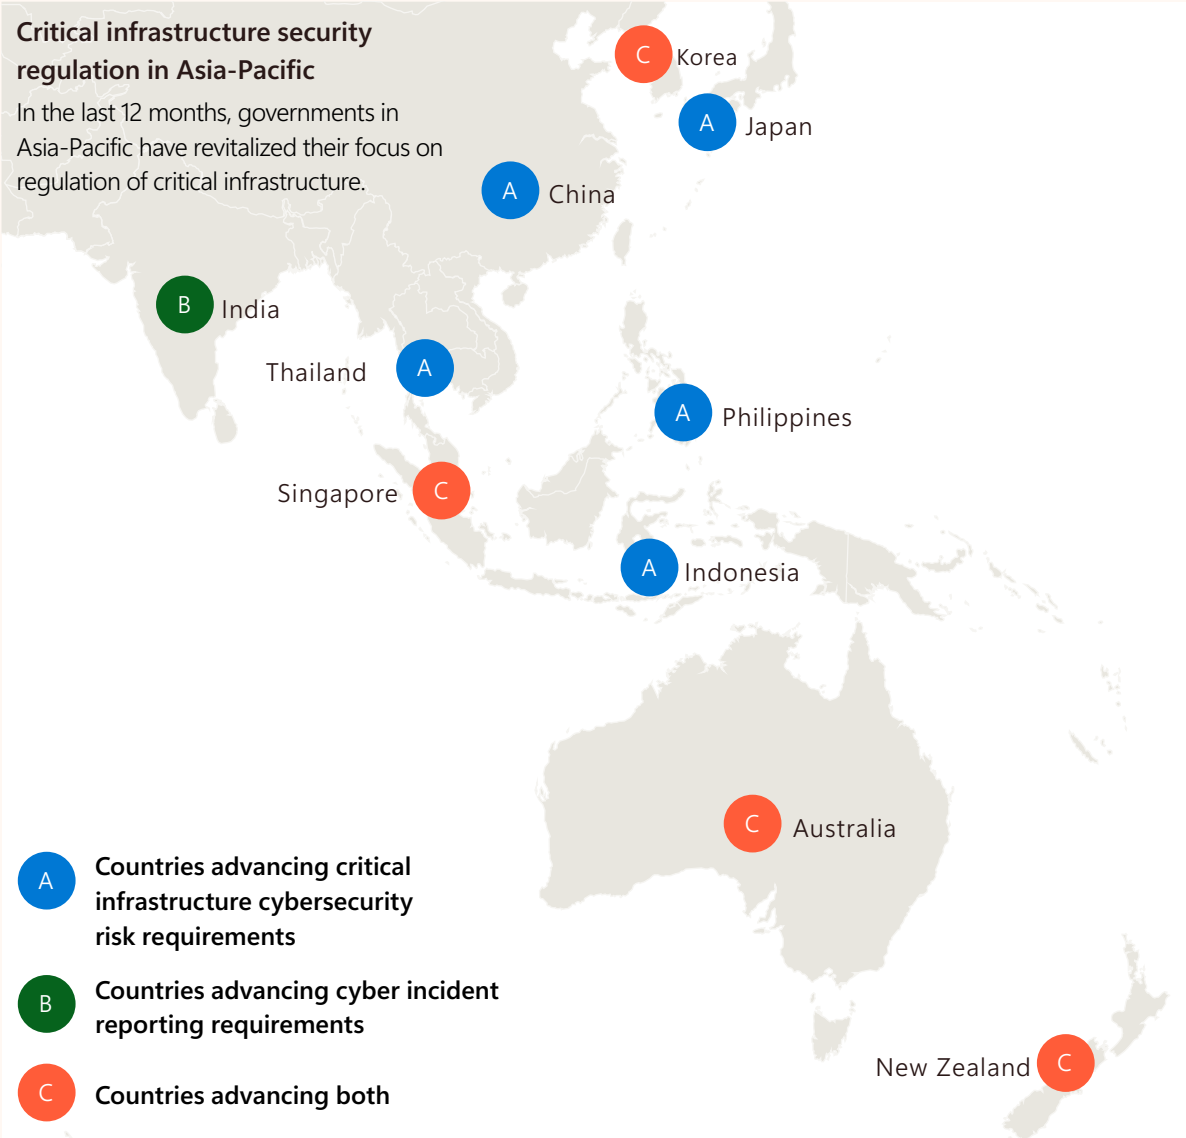 Critical infrastructure security
regulation in Asia-Pacific
In the last 12 months, governments in
Asia-Pacific have revitalized their focus on
regulation of critical infrastructure.
C Korea
A Japan
A China
B India
Thailand A
A Philippines
Singapore C
A Indonesia
C Australia
New Zealand C
A Countries advancing critical
infrastructure cybersecurity
risk requirements
B Countries advancing cyber incident
reporting requirements
C Countries advancing both